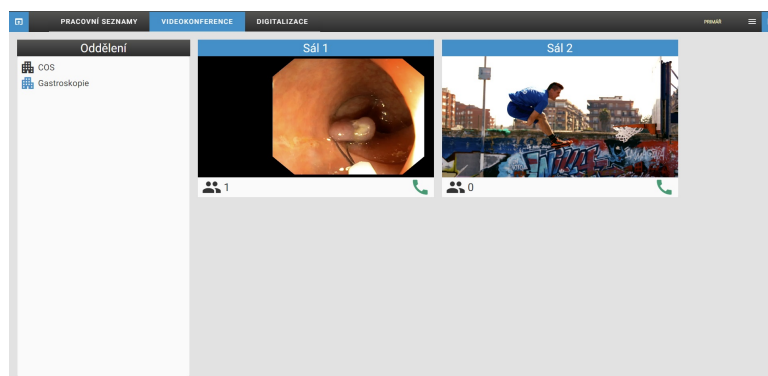 PRACOVNÍ SEZNAMY VIDEOKONFERENCE DIGITALIZACE PRIMÁŘ
Oddělení
COS
Gastroskopie
Sál 1
1
Sál 2
0